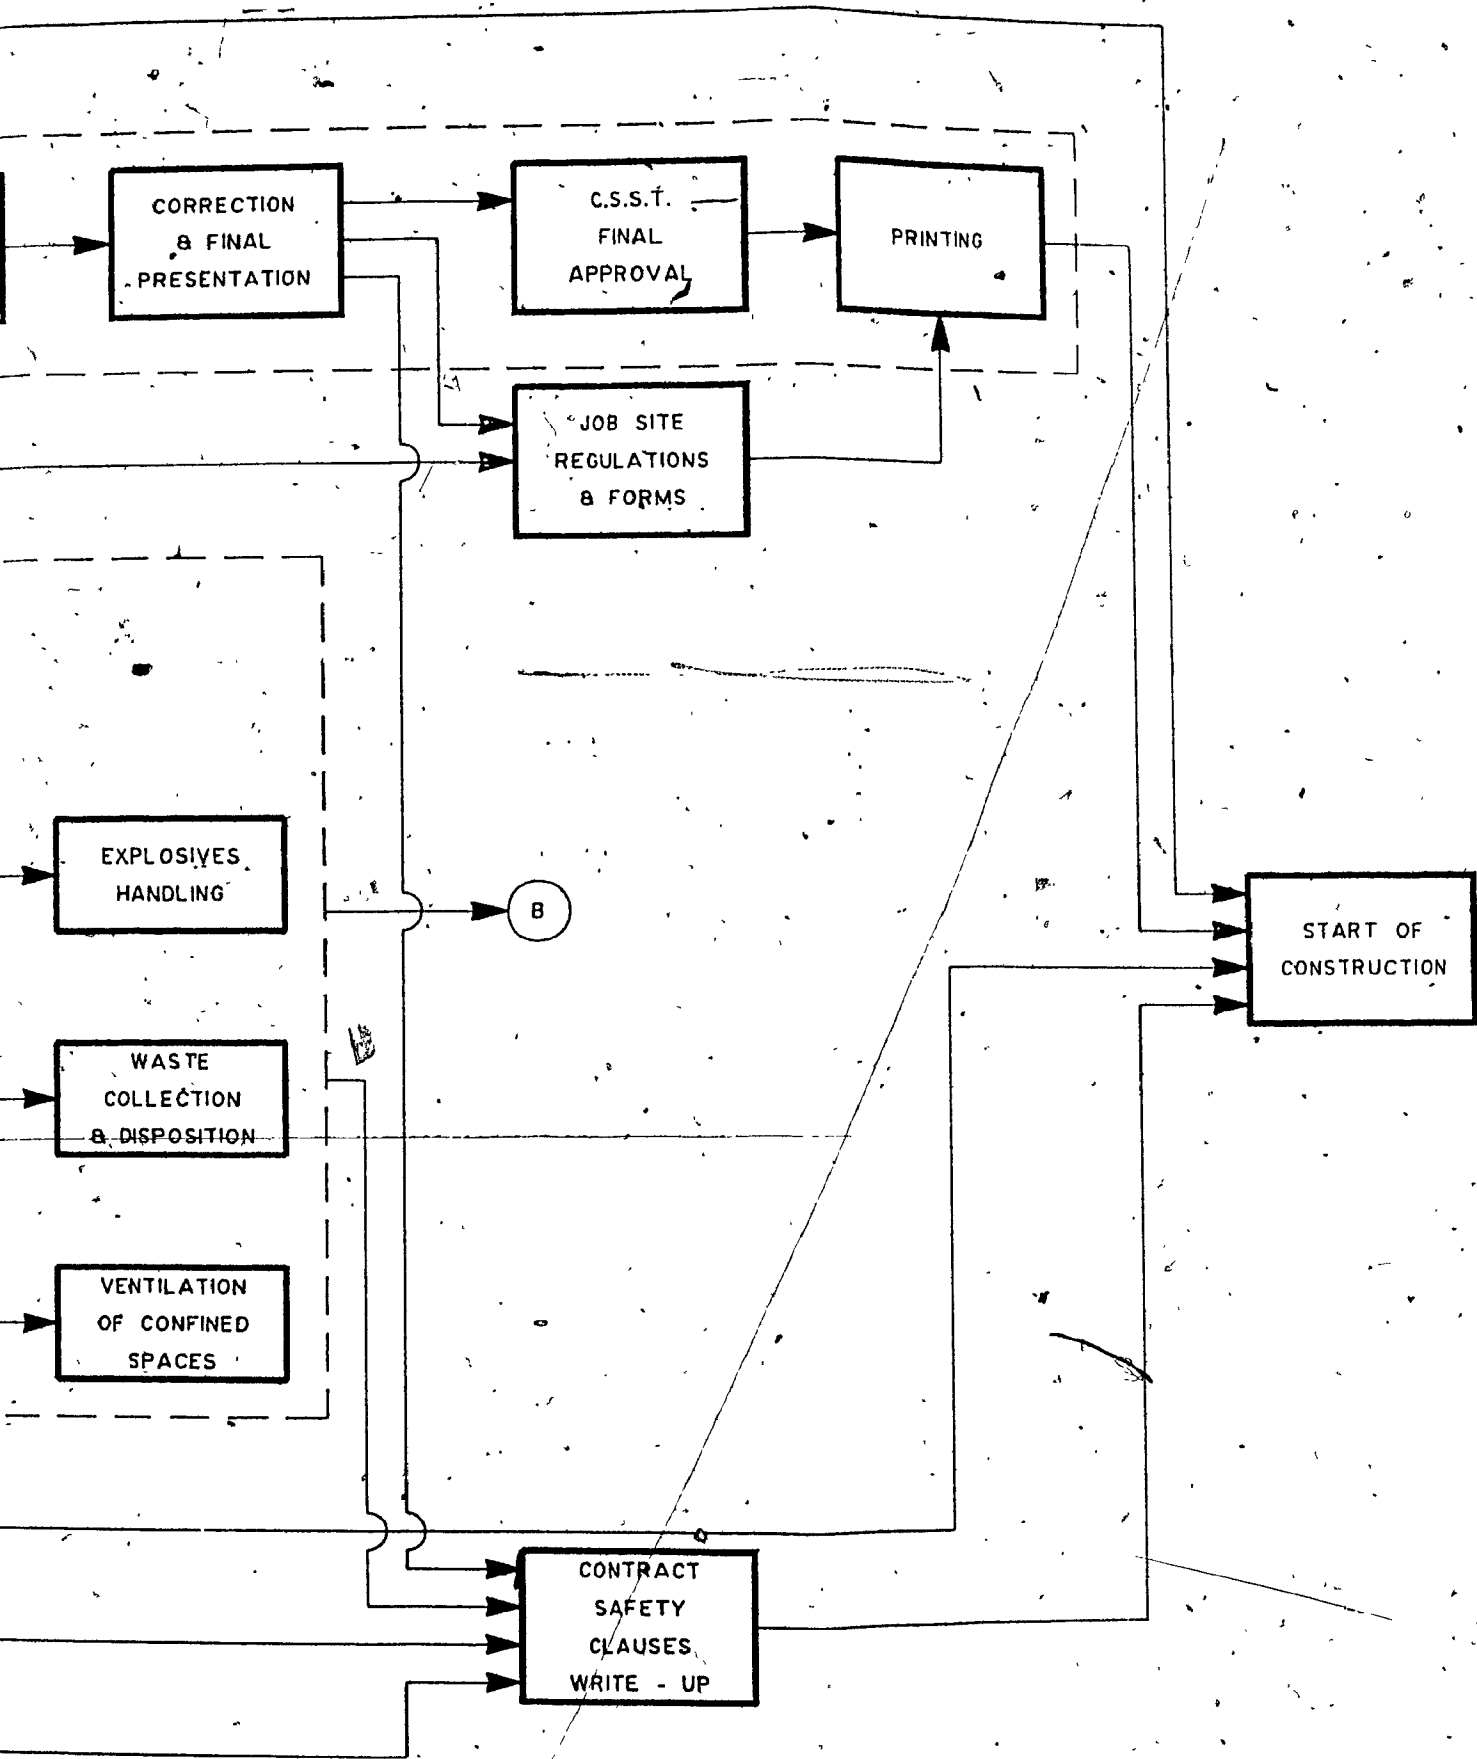 CORRECTION
& FINAL
PRESENTATION
C.S.S.T.
FINAL
APPROVAL
PRINTING
JOB SITE
REGULATIONS
& FORMS
EXPLOSIVES
HANDLING
B
START OF
CONSTRUCTION
WASTE
COLLECTION
& DISPOSITION
VENTILATION
OF CONFINED
SPACES
CONTRACT
SAFETY
CLAUSES
WRITE - UP